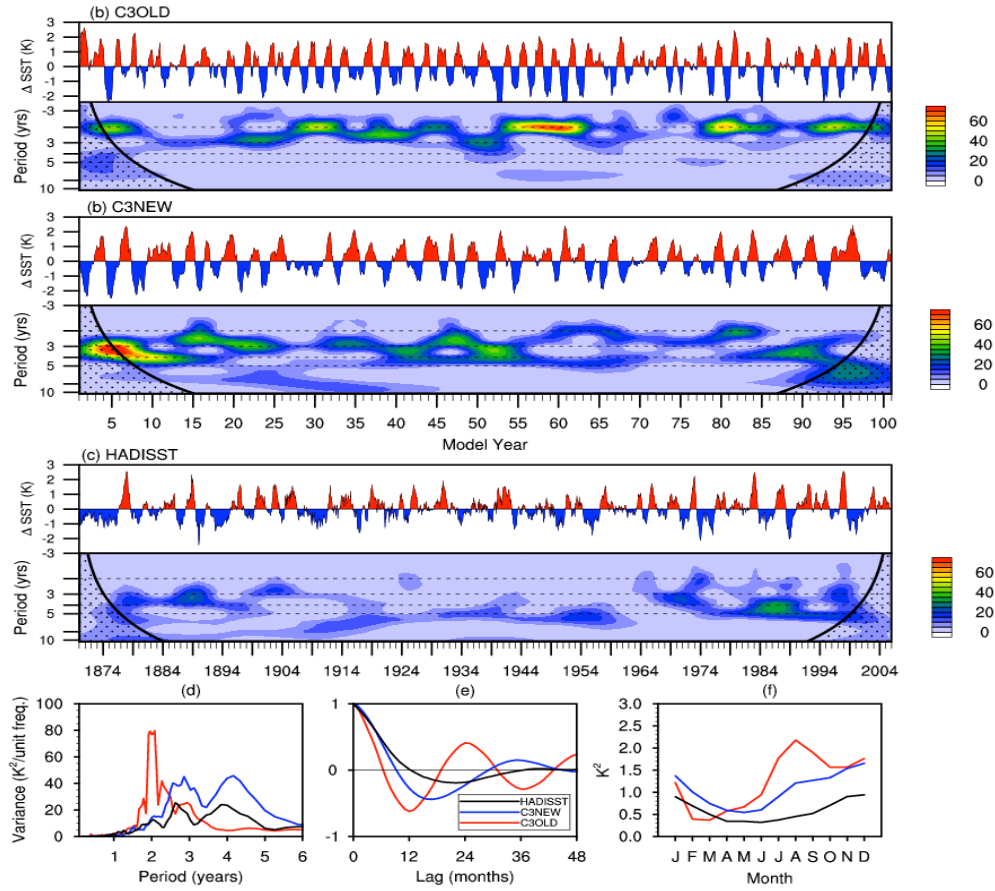 (b) C3OLD
Δ SST (K)
3
2
1
0
-1
-2
-3
Period (yrs)
3
5
10
60
40
20
0
(b) C3NEW
Δ SST (K)
3
2
1
0
-1
-2
-3
Period (yrs)
3
5
10
60
40
20
0
5 10 15 20 25 30 35 40 45 50 55 60 65 70 75 80 85 90 95 100
Model Year
(c) HADISST
Δ SST (K)
3
2
1
0
-1
-2
-3
Period (yrs)
3
5
10
60
40
20
0
1874 1884 1894 1904 1914 1924 1934 1944 1954 1964 1974 1984 1994 2004
(d)
Variance (K²/unit freq.)
100
80
60
40
20
0
1 2 3 4 5 6
Period (years)
(e)
1
0
-1
HADISST
C3NEW
C3OLD
0 12 24 36 48
Lag (months)
(f)
K²
3.0
2.5
2.0
1.5
1.0
0.5
0.0
J F M A M J J A S O N D
Month